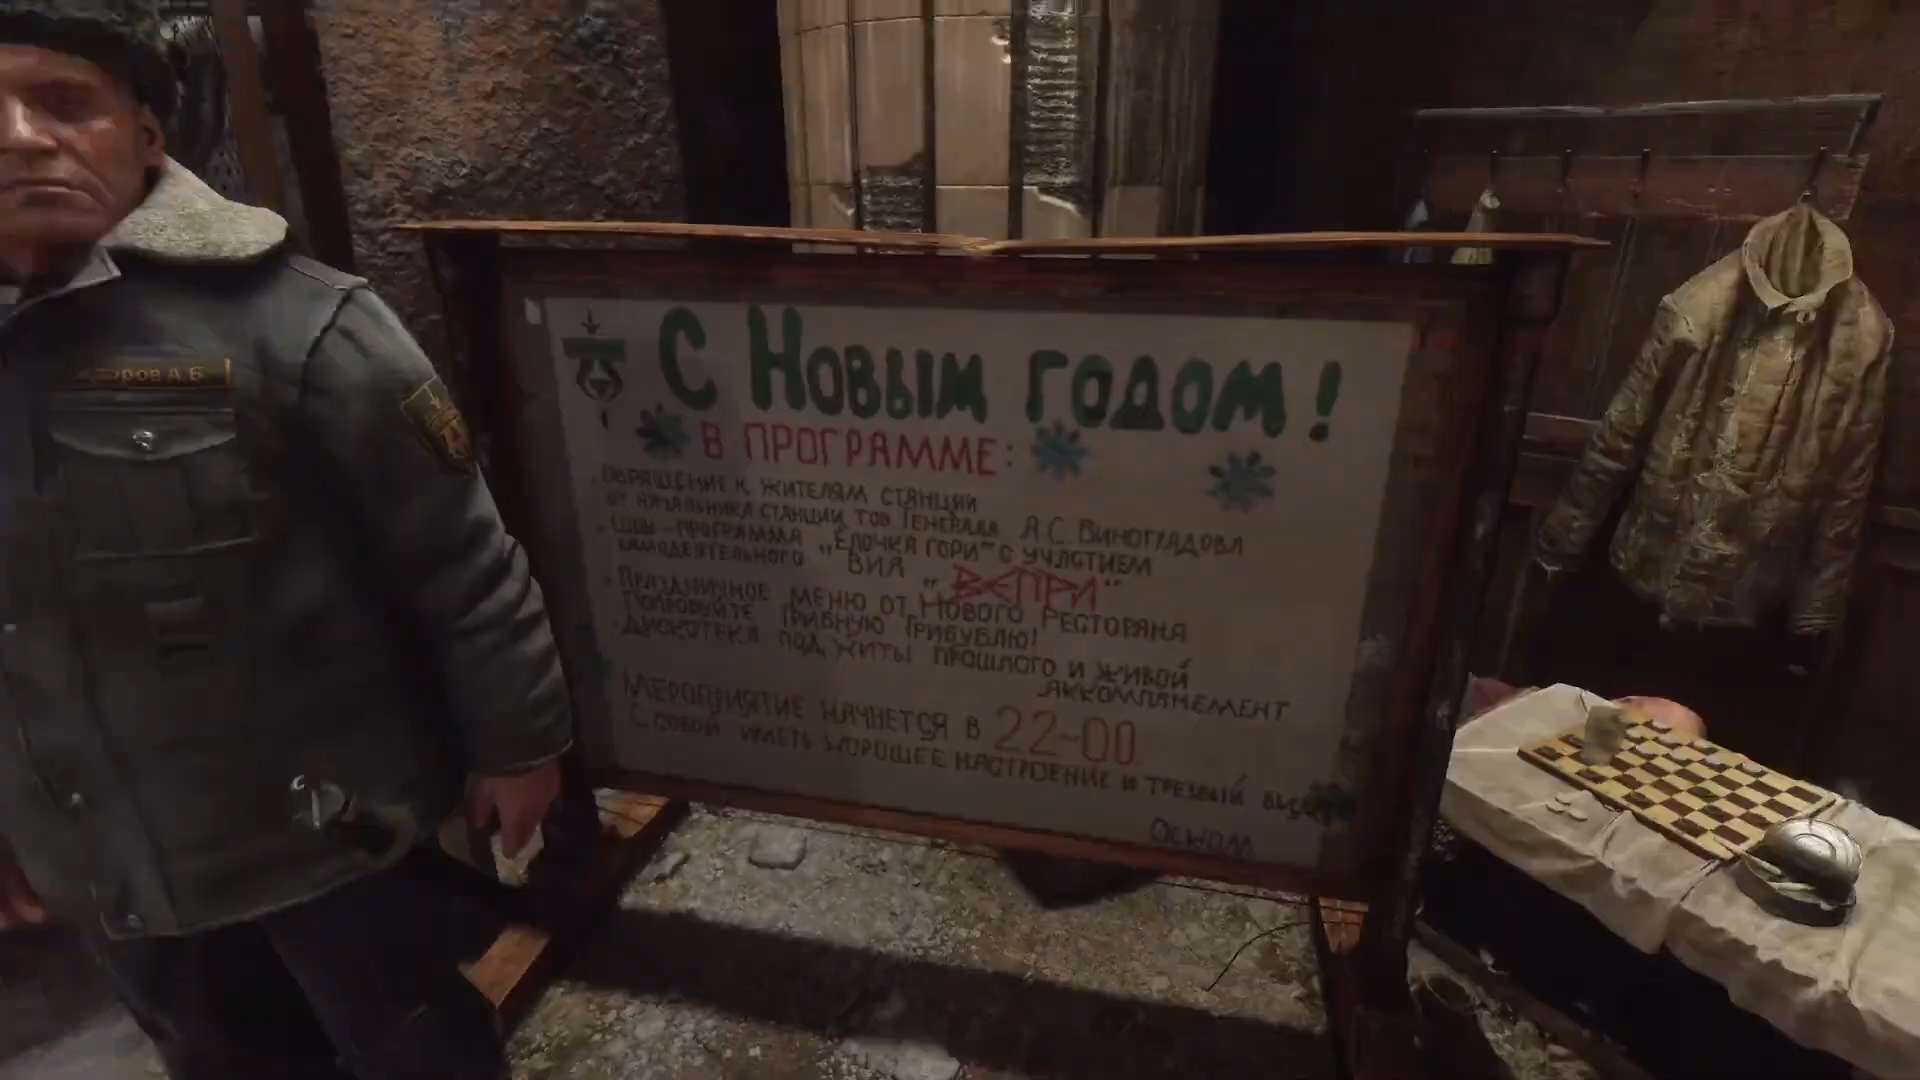 С Новым годом!
В ПРОГРАММЕ:
ОБРАЩЕНИЕ К ЖИТЕЛЯМ СТАНЦИИ
ОТ НАЧАЛЬНИКА СТАНЦИИ ТОВ ГЕНЕРАЛА А.С. ВИНОГРАДОВА
ШОУ-ПРОГРАММА „ЁЛОЧКА ГОРИ" С УЧАСТИЕМ
САМОДЕЯТЕЛЬНОГО ВИА „ВЕПРИ"
ПРАЗДНИЧНОЕ МЕНЮ ОТ НОВОГО РЕСТОРАНА
ПОПРОБУЙТЕ ГРИБНУЮ ГРИБУБЛЮ!
ДИСКОТЕКА ПОД ХИТЫ ПРОШЛОГО И ЖИВОЙ
АККОМПАНЕМЕНТ
МЕРОПРИЯТИЕ НАЧНЕТСЯ В 22-00
С СОБОЙ ИМЕТЬ ХОРОШЕЕ НАСТРОЕНИЕ И ТРЕЗВЫЙ
А.Б